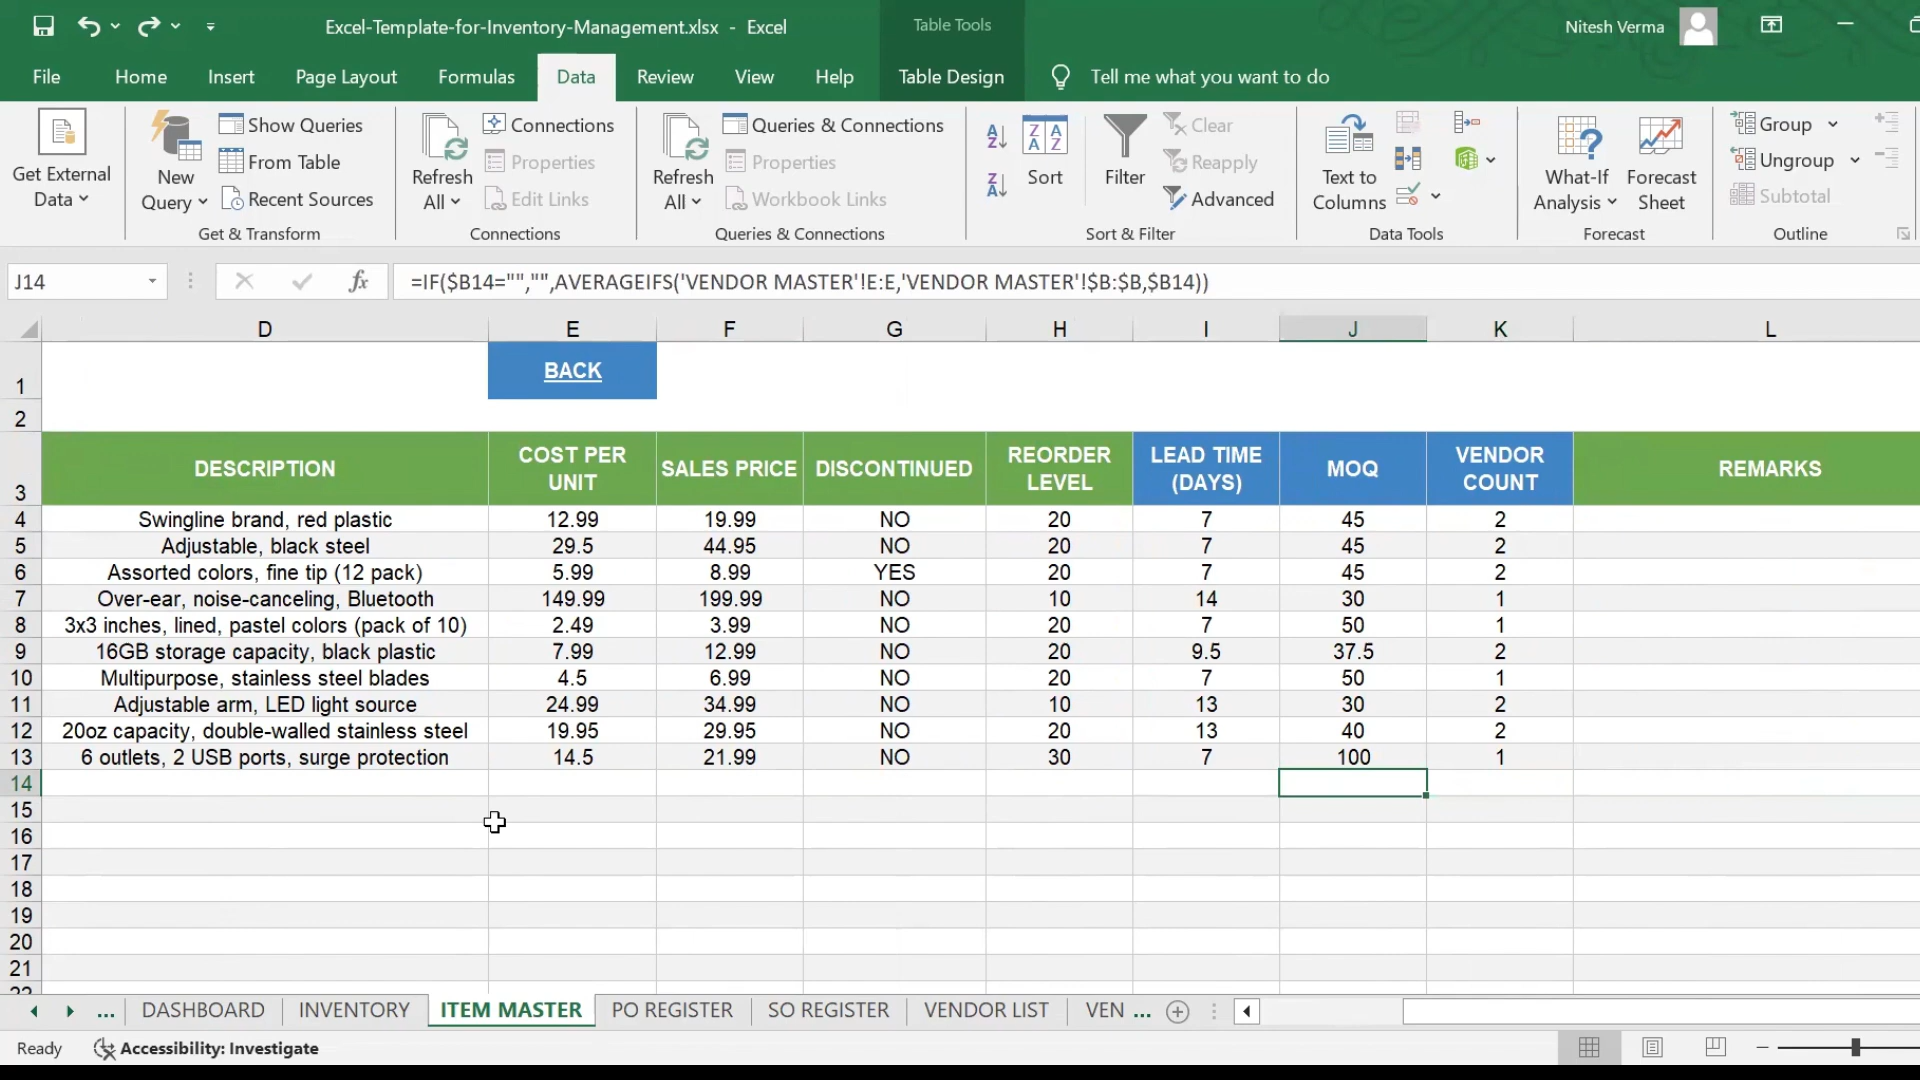 Excel-Template-for-Inventory-Management.xlsx - Excel
Table Tools
Nitesh Verma
File Home Insert Page Layout Formulas Data Review View Help Table Design Tell me what you want to do
Get External Data
New Query
Show Queries
From Table
Recent Sources
Get & Transform
Refresh All
Connections
Properties
Edit Links
Connections
Refresh All
Queries & Connections
Properties
Workbook Links
Queries & Connections
Sort
Filter
Clear
Reapply
Advanced
Sort & Filter
Text to Columns
Data Tools
What-If Analysis
Forecast Sheet
Forecast
Group
Ungroup
Subtotal
Outline
J14 fx =IF($B14="","",AVERAGEIFS('VENDOR MASTER'!E:E,'VENDOR MASTER'!$B:$B,$B14))
D E F G H I J K L
1 BACK
2
3 DESCRIPTION COST PER UNIT SALES PRICE DISCONTINUED REORDER LEVEL LEAD TIME (DAYS) MOQ VENDOR COUNT REMARKS
4 Swingline brand, red plastic 12.99 19.99 NO 20 7 45 2
5 Adjustable, black steel 29.5 44.95 NO 20 7 45 2
6 Assorted colors, fine tip (12 pack) 5.99 8.99 YES 20 7 45 2
7 Over-ear, noise-canceling, Bluetooth 149.99 199.99 NO 10 14 30 1
8 3x3 inches, lined, pastel colors (pack of 10) 2.49 3.99 NO 20 7 50 1
9 16GB storage capacity, black plastic 7.99 12.99 NO 20 9.5 37.5 2
10 Multipurpose, stainless steel blades 4.5 6.99 NO 20 7 50 1
11 Adjustable arm, LED light source 24.99 34.99 NO 10 13 30 2
12 20oz capacity, double-walled stainless steel 19.95 29.95 NO 20 13 40 2
13 6 outlets, 2 USB ports, surge protection 14.5 21.99 NO 30 7 100 1
14
15
16
17
18
19
20
21
22
... DASHBOARD INVENTORY ITEM MASTER PO REGISTER SO REGISTER VENDOR LIST VEN ...
Ready Accessibility: Investigate